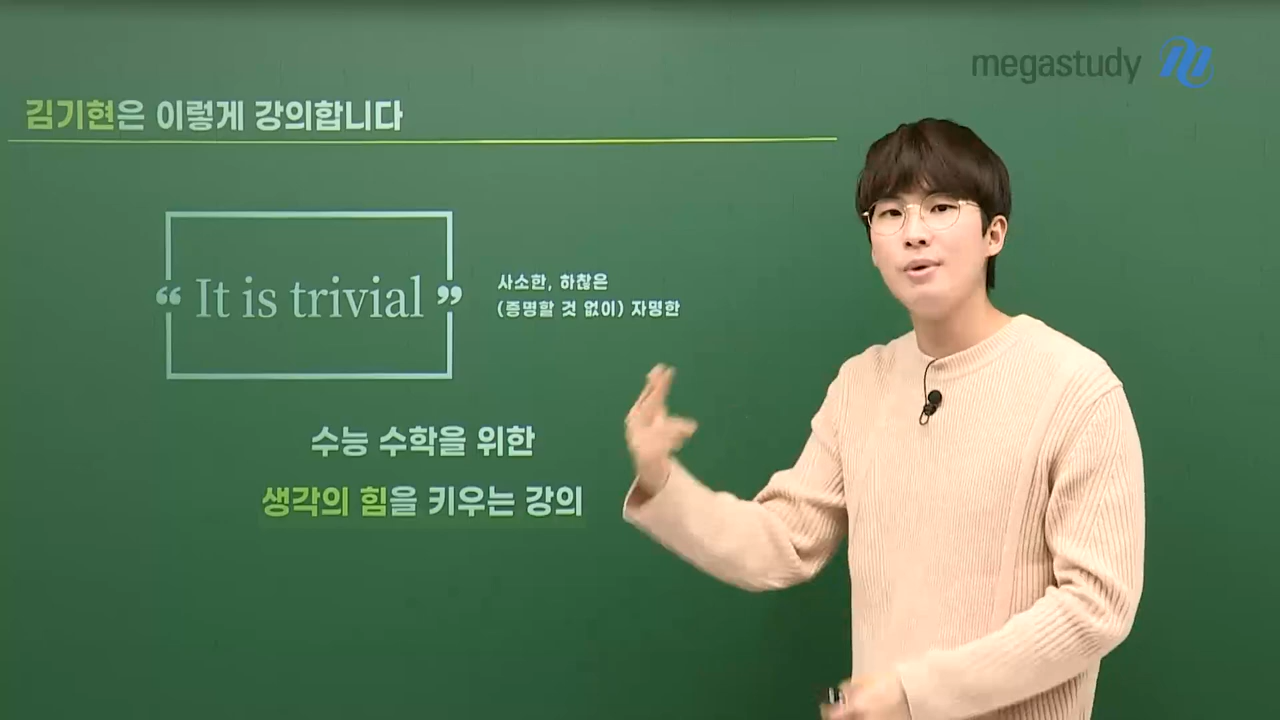 megastudy
김기현은 이렇게 강의합니다
“ It is trivial ”
사소한, 하찮은
(증명할 것 없이) 자명한
수능 수학을 위한
생각의 힘을 키우는 강의